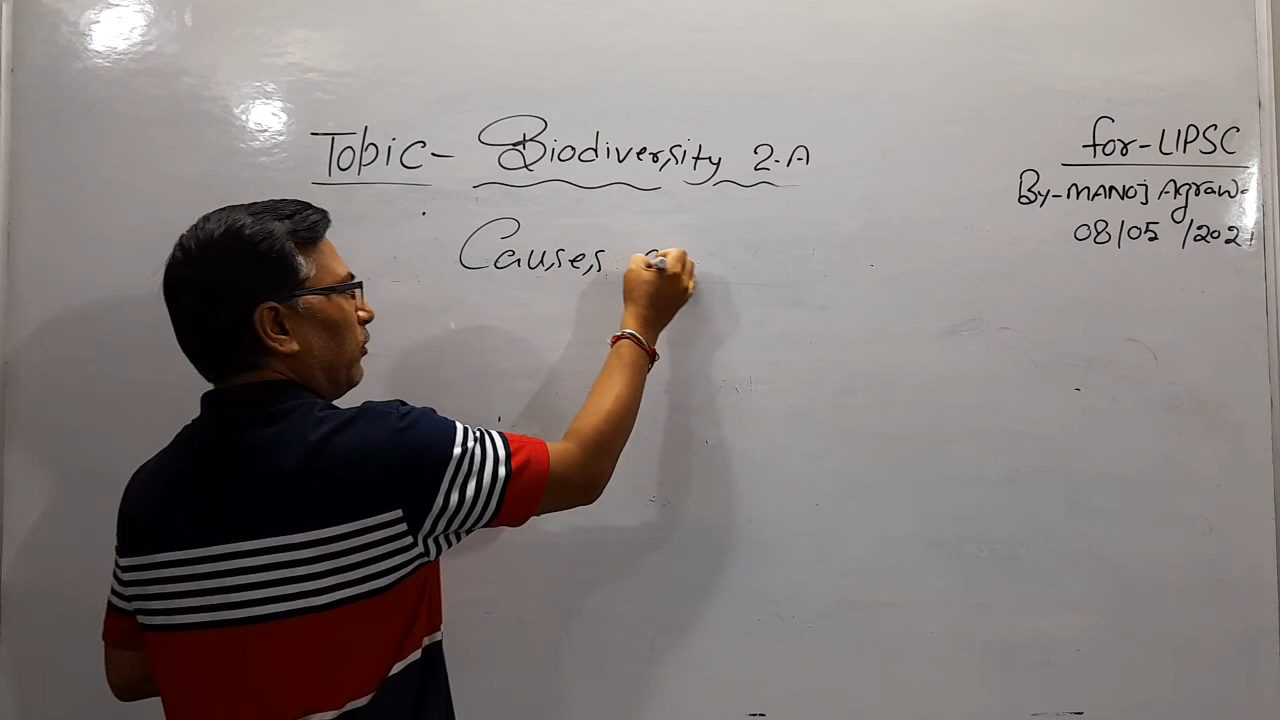 Topic- Biodiversity 2.A
Causes
for-UPSC
By-MANOJ Agraw
08/05/202